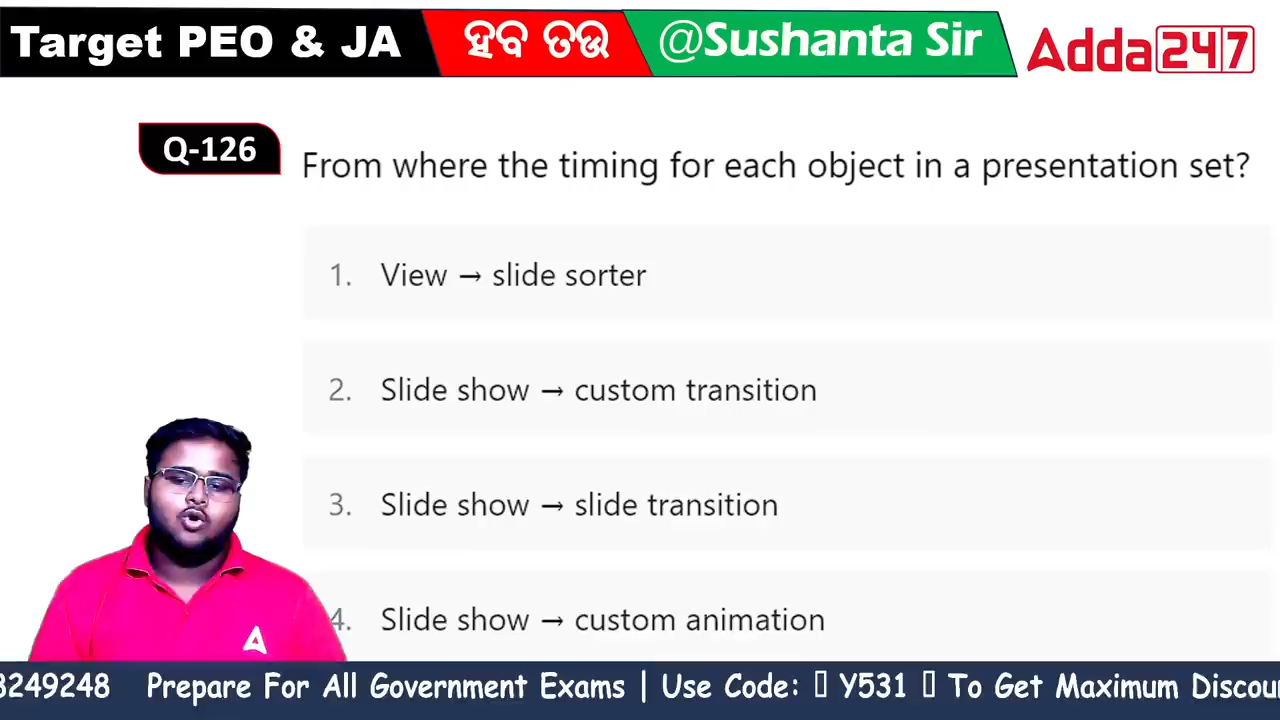 Target PEO & JA ହବ ତଉ @Sushanta Sir Adda247
Q-126 From where the timing for each object in a presentation set?
1. View → slide sorter
2. Slide show → custom transition
3. Slide show → slide transition
4. Slide show → custom animation
8249248 Prepare For All Government Exams | Use Code: Y531 To Get Maximum Discou